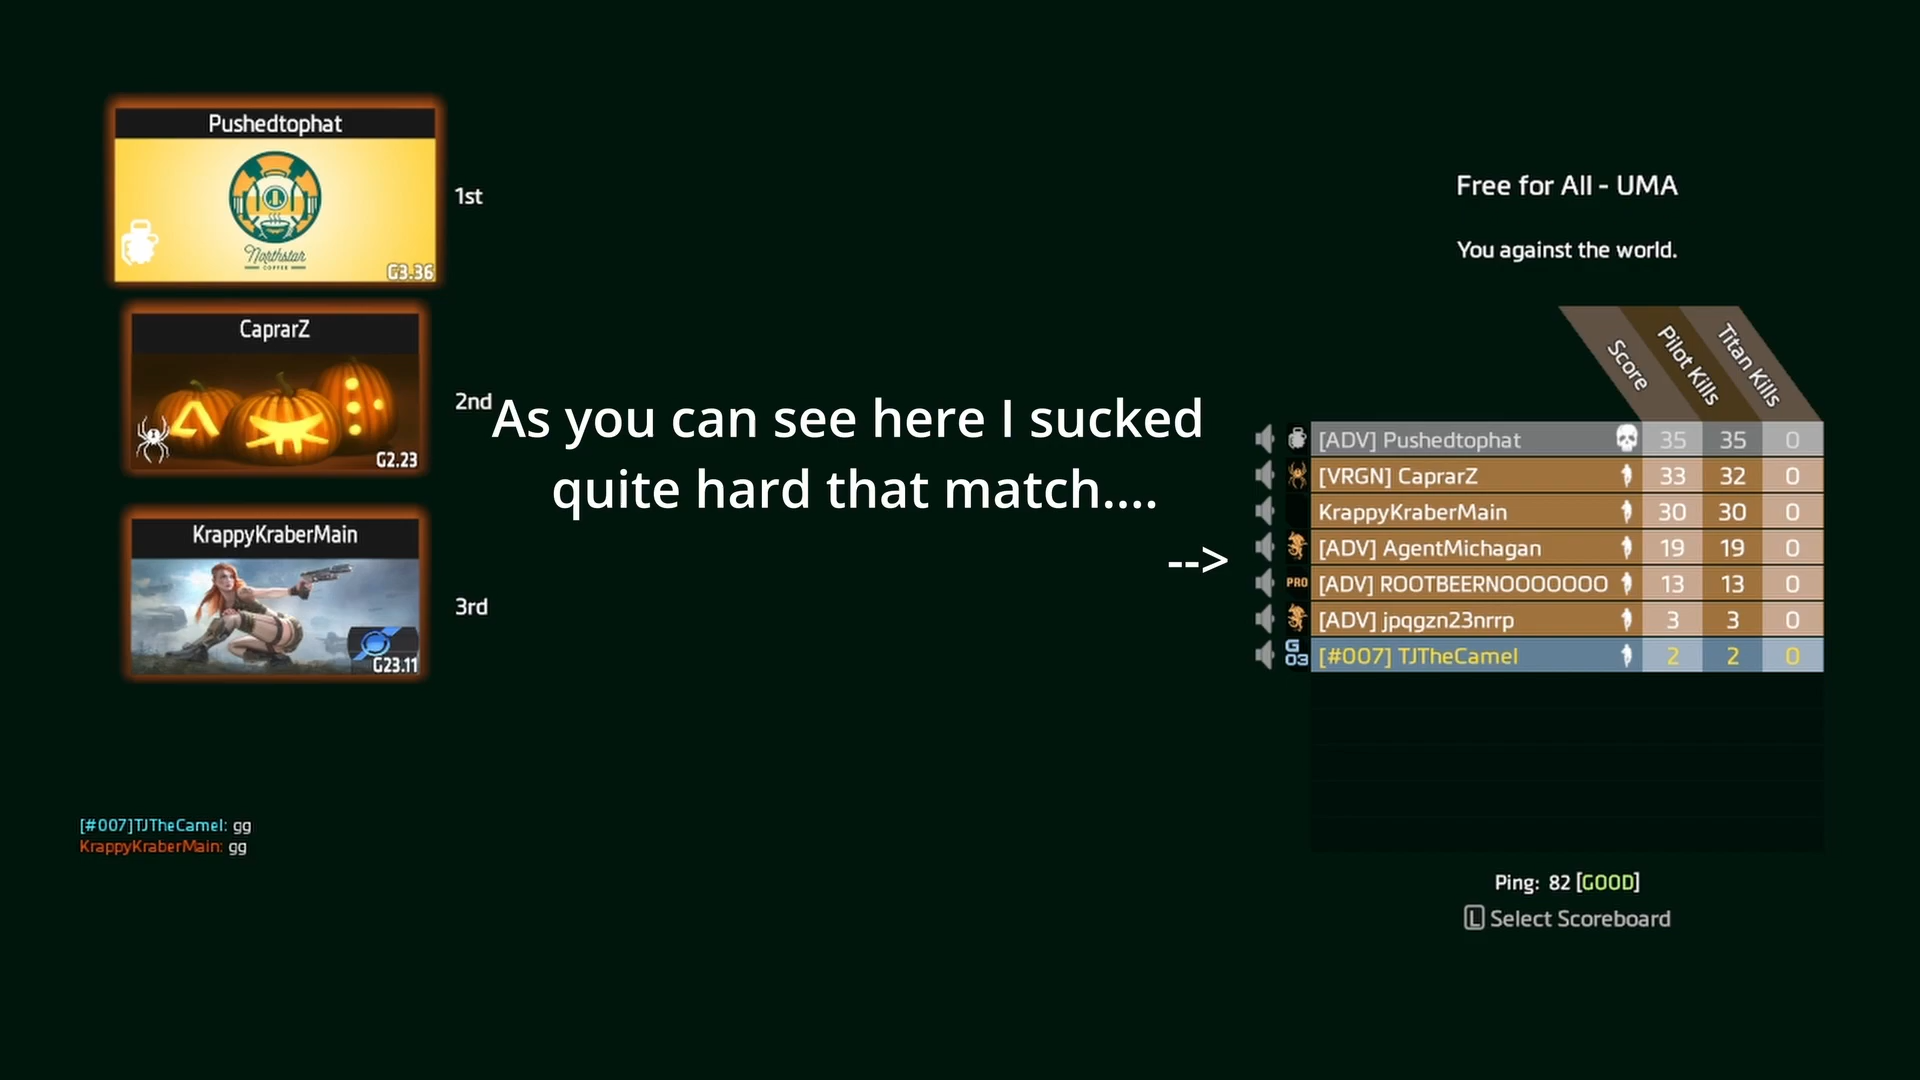 Pushedtophat
Northstar
COFFEE
G3.36
1st
CaprarZ
G2.23
2nd
KrappyKraberMain
G23.11
3rd
As you can see here I sucked
quite hard that match....
-->
[#007]TJTheCamel: gg
KrappyKraberMain: gg
Free for All - UMA
You against the world.
Score
Pilot Kills
Titan Kills
[ADV] Pushedtophat 35 35 0
[VRGN] CaprarZ 33 32 0
KrappyKraberMain 30 30 0
[ADV] AgentMichagan 19 19 0
PRO [ADV] ROOTBEERNOOOOOOO 13 13 0
[ADV] jpqgzn23nrrp 3 3 0
G 03 [#007] TJTheCamel 2 2 0
Ping: 82 [GOOD]
L Select Scoreboard